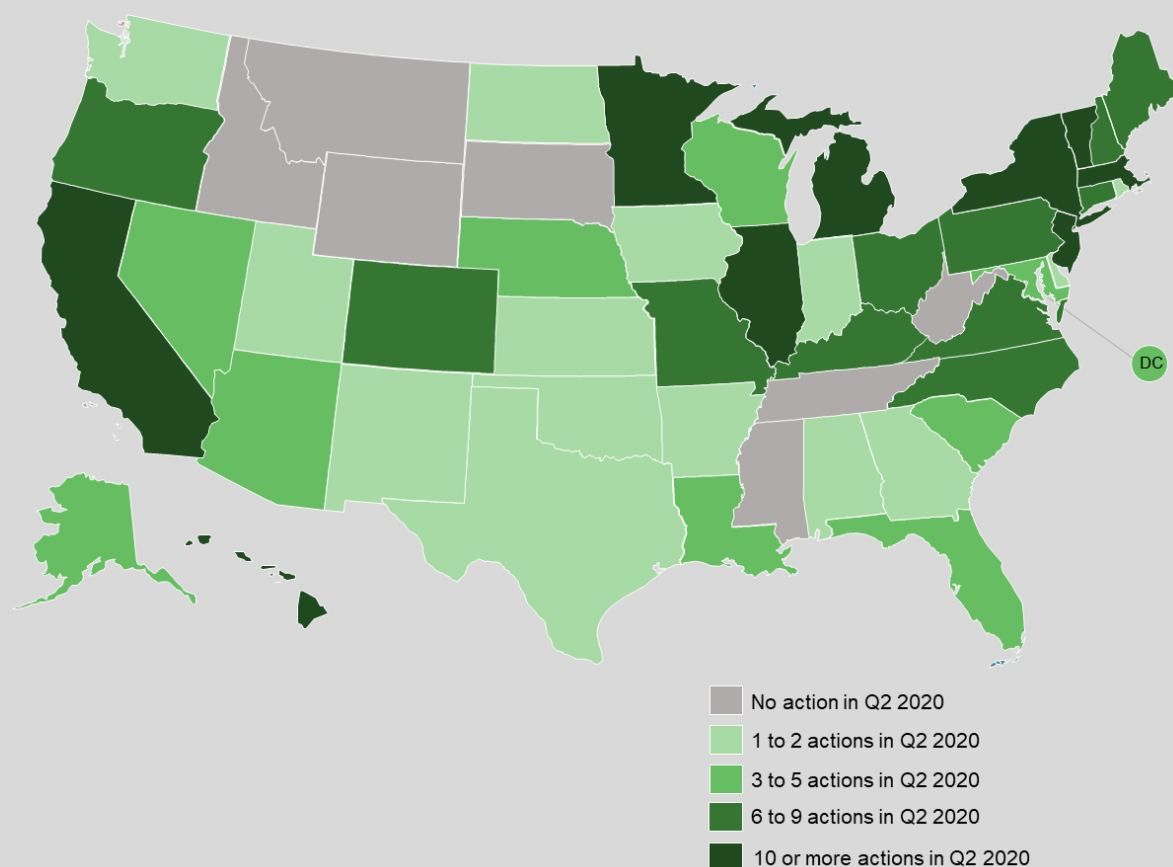 DC
No action in Q2 2020
1 to 2 actions in Q2 2020
3 to 5 actions in Q2 2020
6 to 9 actions in Q2 2020
10 or more actions in Q2 2020